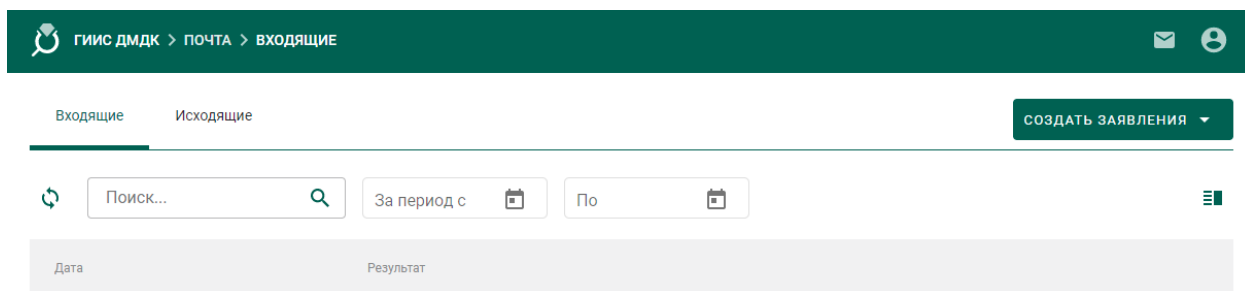 ГИИС ДМДК > ПОЧТА > ВХОДЯЩИЕ
Входящие Исходящие СОЗДАТЬ ЗАЯВЛЕНИЯ
Поиск... За период с По
Дата Результат